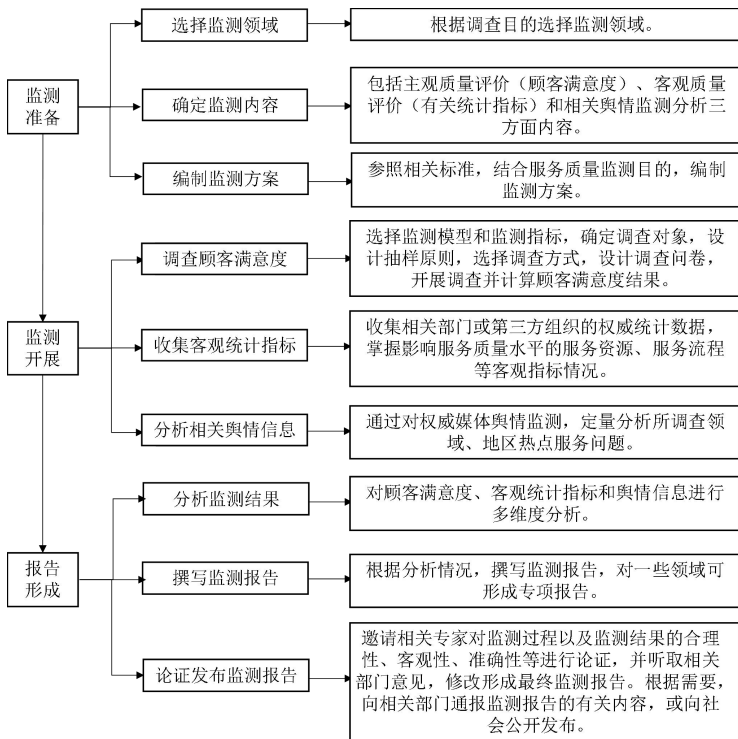 选择监测领域
根据调查目的选择监测领域。
监测
准备
确定监测内容
包括主观质量评价（顾客满意度）、客观质量
评价（有关统计指标）和相关舆情监测分析三
方面内容。
编制监测方案
参照相关标准，结合服务质量监测目的，编制
监测方案。
调查顾客满意度
选择监测模型和监测指标，确定调查对象，设
计抽样原则，选择调查方式，设计调查问卷，
开展调查并计算顾客满意度结果。
监测
开展
收集客观统计指标
收集相关部门或第三方组织的权威统计数据，
掌握影响服务质量水平的服务资源、服务流程
等客观指标情况。
分析相关舆情信息
通过对权威媒体舆情监测，定量分析所调查领
域、地区热点服务问题。
分析监测结果
对顾客满意度、客观统计指标和舆情信息进行
多维度分析。
报告
形成
撰写监测报告
根据分析情况，撰写监测报告，对一些领域可
形成专项报告。
论证发布监测报告
邀请相关专家对监测过程以及监测结果的合理
性、客观性、准确性等进行论证，并听取相关
部门意见，修改形成最终监测报告。根据需要，
向相关部门通报监测报告的有关内容，或向社
会公开发布。